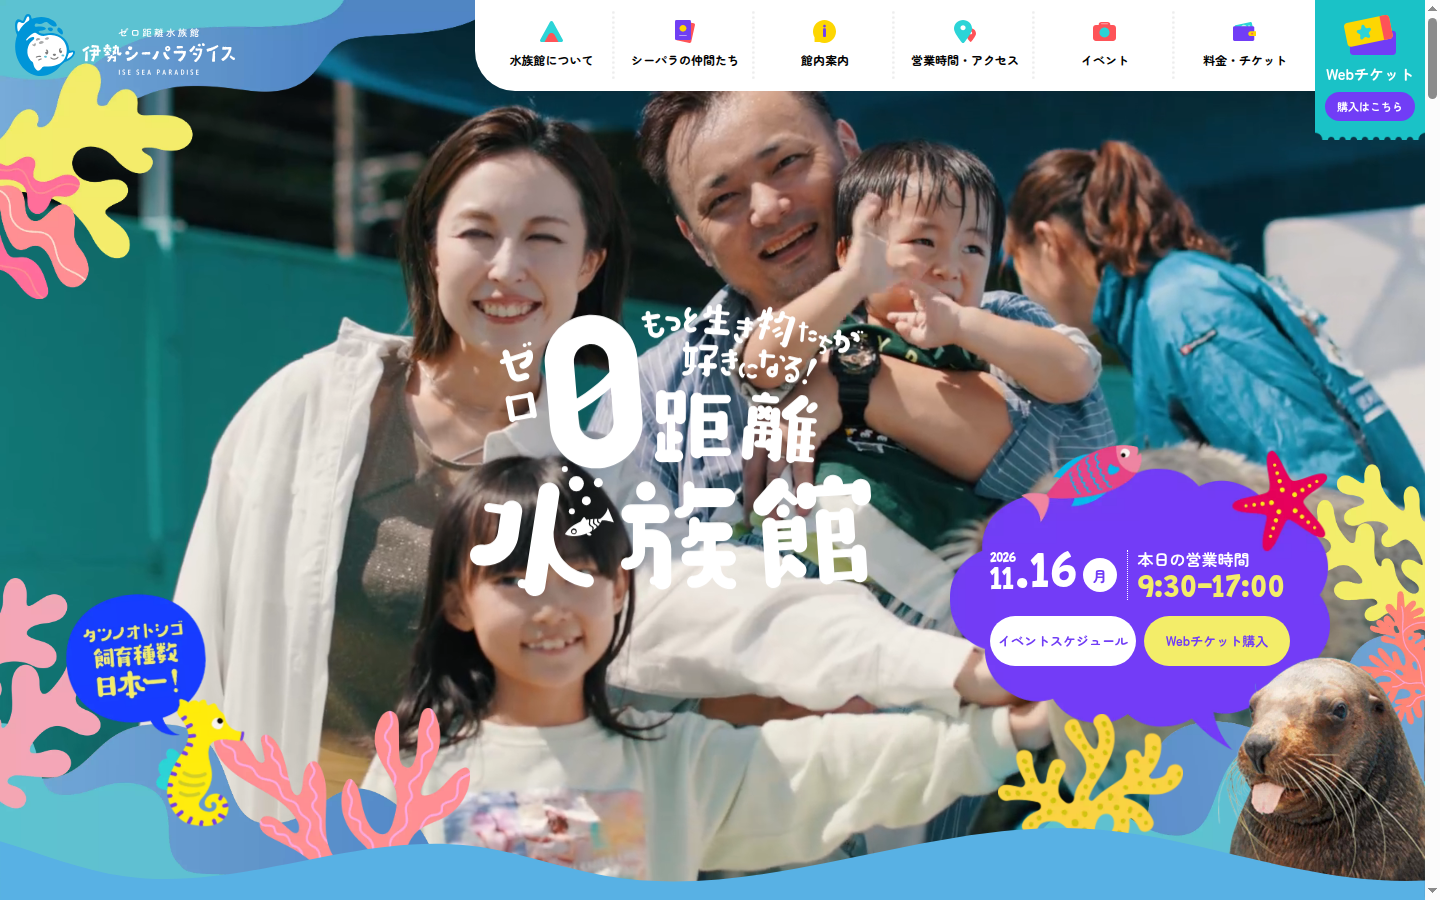 ゼロ距離水族館
伊勢シーパラダイス
ISE SEA PARADISE
水族館について
シーパラの仲間たち
館内案内
営業時間・アクセス
イベント
料金・チケット
Webチケット
購入はこちら
もっと生き物たちが
好きになる!
ゼロ
0距離
水族館
2026
11.16 月
本日の営業時間
9:30-17:00
イベントスケジュール
Webチケット購入
タツノオトシゴ
飼育種数
日本一!